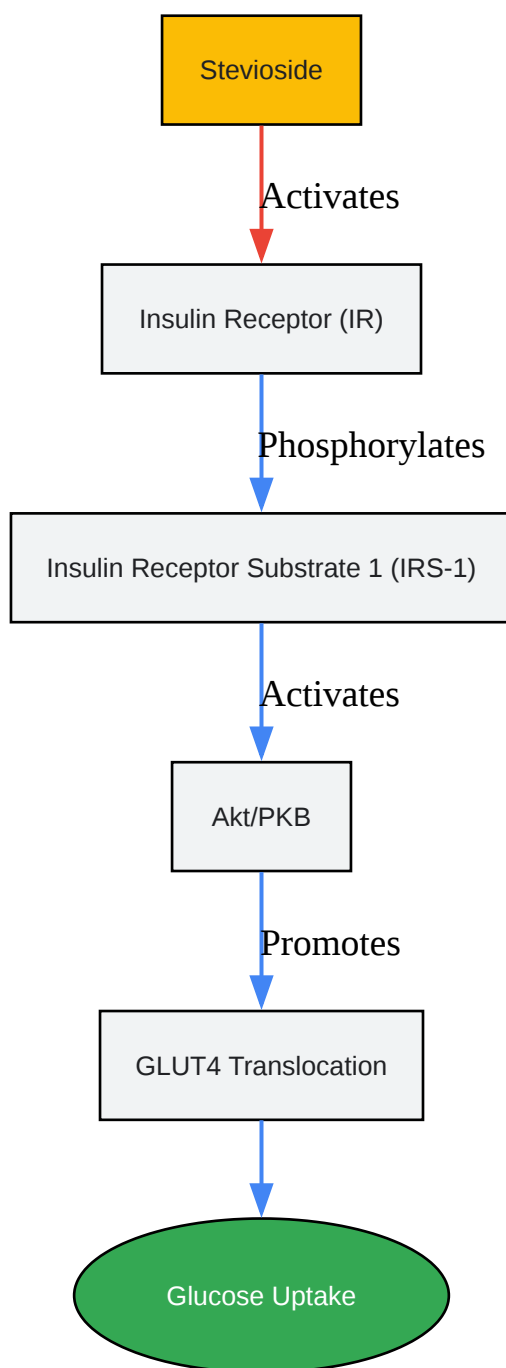 Stevioside
Activates
Insulin Receptor (IR)
Phosphorylates
Insulin Receptor Substrate 1 (IRS-1)
Activates
Akt/PKB
Promotes
GLUT4 Translocation
Glucose Uptake